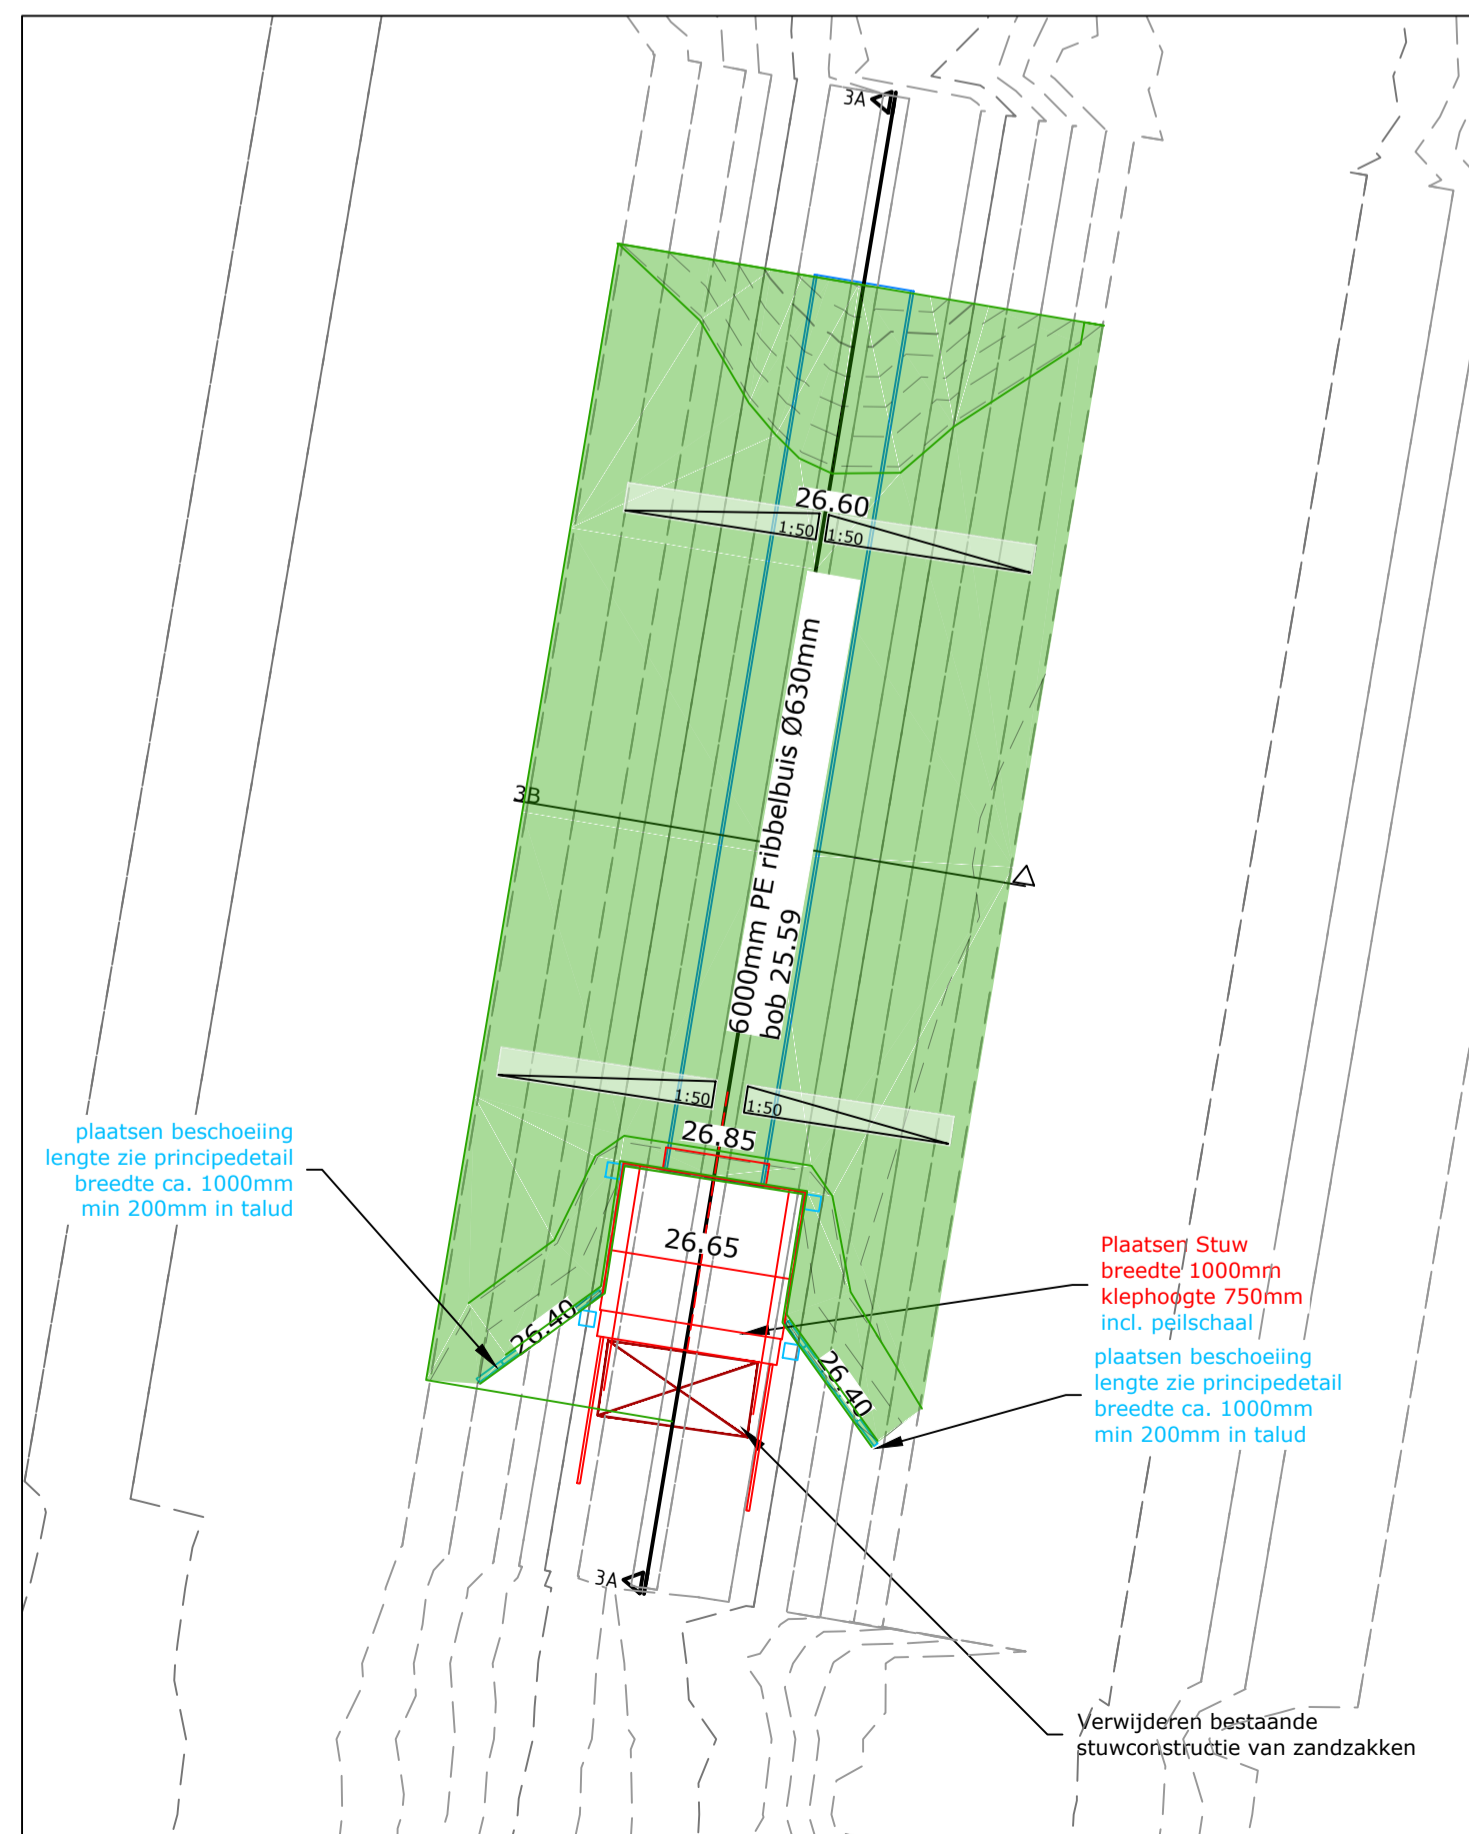 3A
26.60
1:50
1:50
6000mm PE ribbelbuis Ø630mm
bob 25.59
3B
1:50
1:50
26.85
plaatsen beschoeiing
lengte zie principedetail
breedte ca. 1000mm
min 200mm in talud
26.65
Plaatsen Stuw
breedte 1000mm
klephoogte 750mm
incl. peilschaal
26.40
26.40
plaatsen beschoeiing
lengte zie principedetail
breedte ca. 1000mm
min 200mm in talud
3A
Verwijderen bestaande
stuwconstructie van zandzakken